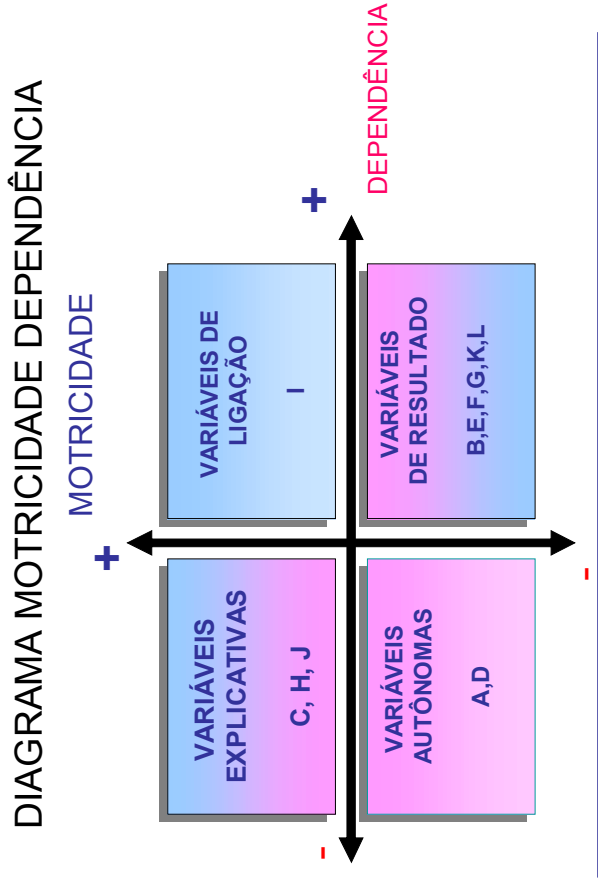 DIAGRAMA MOTRICIDADE DEPENDÊNCIA
MOTRICIDADE
+
VARIÁVEIS
EXPLICATIVAS
C, H, J
VARIÁVEIS DE
LIGAÇÃO
I
-
+
DEPENDÊNCIA
VARIÁVEIS
AUTÔNOMAS
A,D
VARIÁVEIS
DE RESULTADO
B,E,F,G,K,L
-